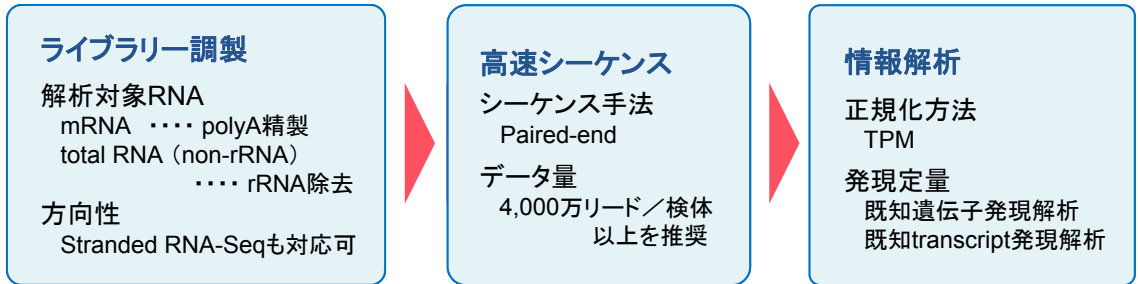 ライブラリー調製
解析対象RNA
mRNA ・・・・ polyA精製
total RNA（non-rRNA）
・・・・ rRNA除去
方向性
Stranded RNA-Seqも対応可
高速シーケンス
シーケンス手法
Paired-end
データ量
4,000万リード／検体
以上を推奨
情報解析
正規化方法
TPM
発現定量
既知遺伝子発現解析
既知transcript発現解析